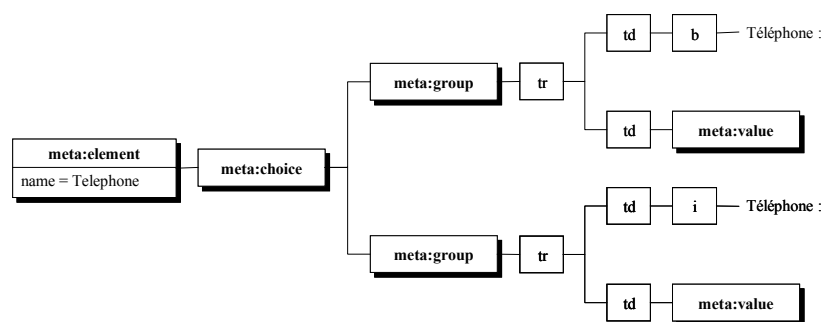 meta:element
name = Telephone
meta:choice
meta:group
tr
td
b
Téléphone :
td
meta:value
meta:group
tr
td
i
Téléphone :
td
meta:value